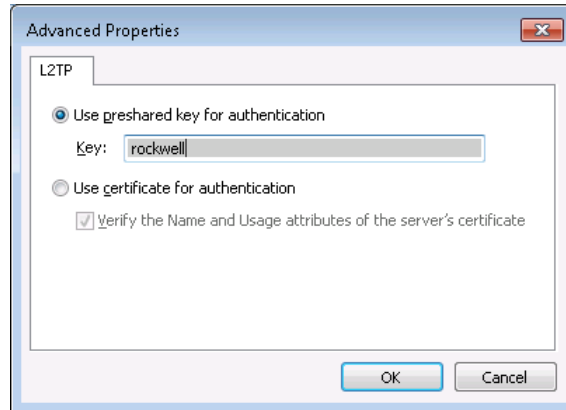 Advanced Properties
L2TP
Use preshared key for authentication
Key: rockwell
Use certificate for authentication
Verify the Name and Usage attributes of the server's certificate
OK Cancel